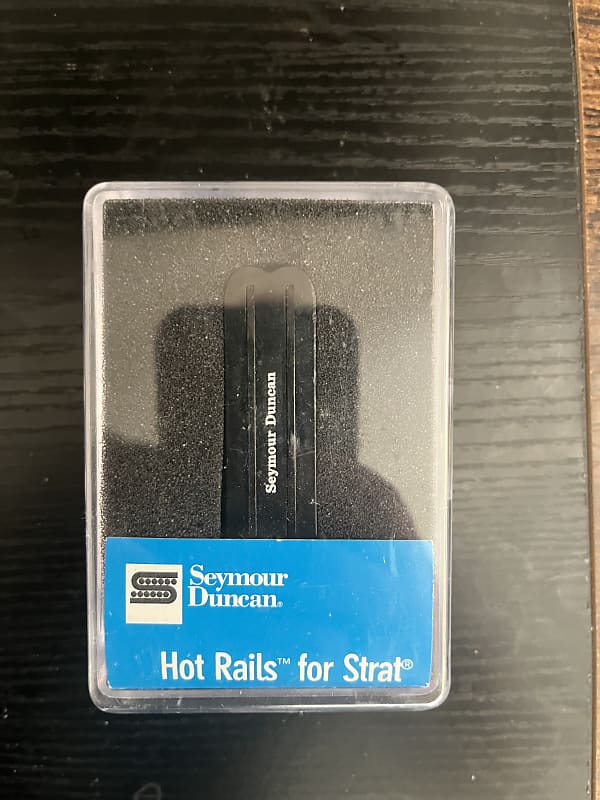 Seymour Duncan
Seymour
Duncan®
Hot Rails™ for Strat®